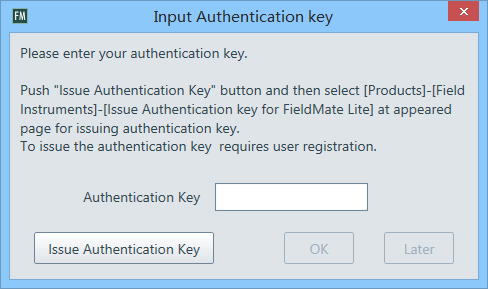 FM
Input Authentication key
Please enter your authentication key.
Push "Issue Authentication Key" button and then select [Products]-[Field
Instruments]-[Issue Authentication key for FieldMate Lite] at appeared
page for issuing authentication key.
To issue the authentication key  requires user registration.
Authentication Key
Issue Authentication Key
OK
Later